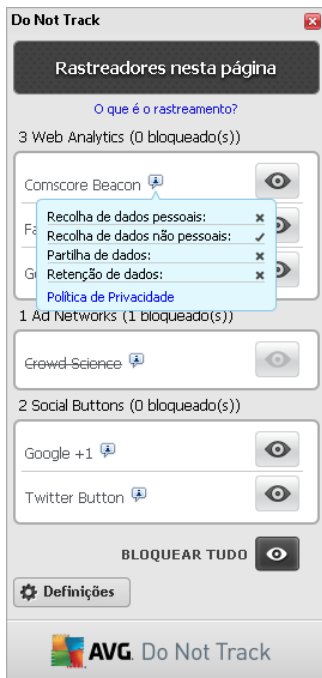 Do Not Track
Rastreadores nesta página
O que é o rastreamento?
3 Web Analytics (0 bloqueado(s))
Comscore Beacon
Recolha de dados pessoais:
Recolha de dados não pessoais:
Partilha de dados:
Retenção de dados:
Política de Privacidade
1 Ad Networks (1 bloqueado(s))
Crowd Science
2 Social Buttons (0 bloqueado(s))
Google +1
Twitter Button
BLOQUEAR TUDO
Definições
AVG. Do Not Track